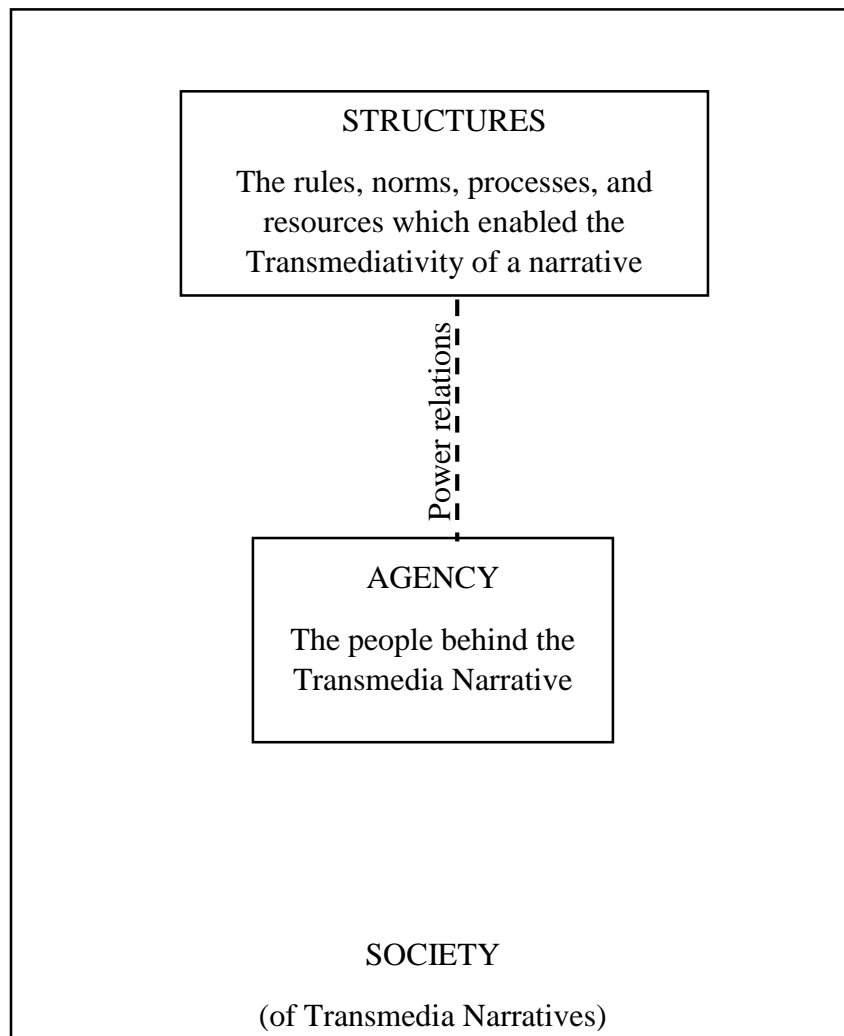 STRUCTURES
The rules, norms, processes, and
resources which enabled the
Transmediativity of a narrative
Power relations
AGENCY
The people behind the
Transmedia Narrative
SOCIETY
(of Transmedia Narratives)